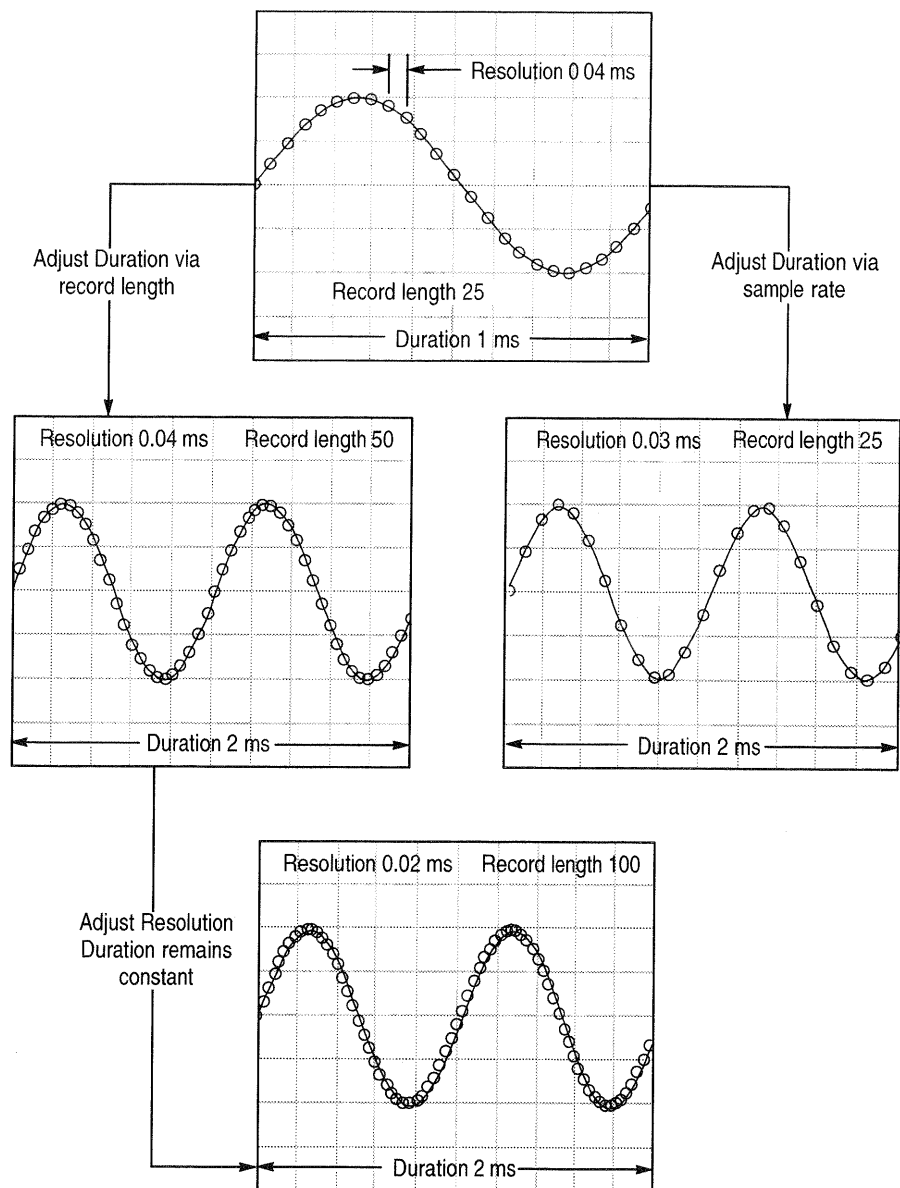 Resolution 0 04 ms
Adjust Duration via
record length
Adjust Duration via
sample rate
Record length 25
Duration 1 ms
Resolution 0.04 ms Record length 50
Resolution 0.03 ms Record length 25
Duration 2 ms
Duration 2 ms
Resolution 0.02 ms Record length 100
Adjust Resolution
Duration remains
constant
Duration 2 ms